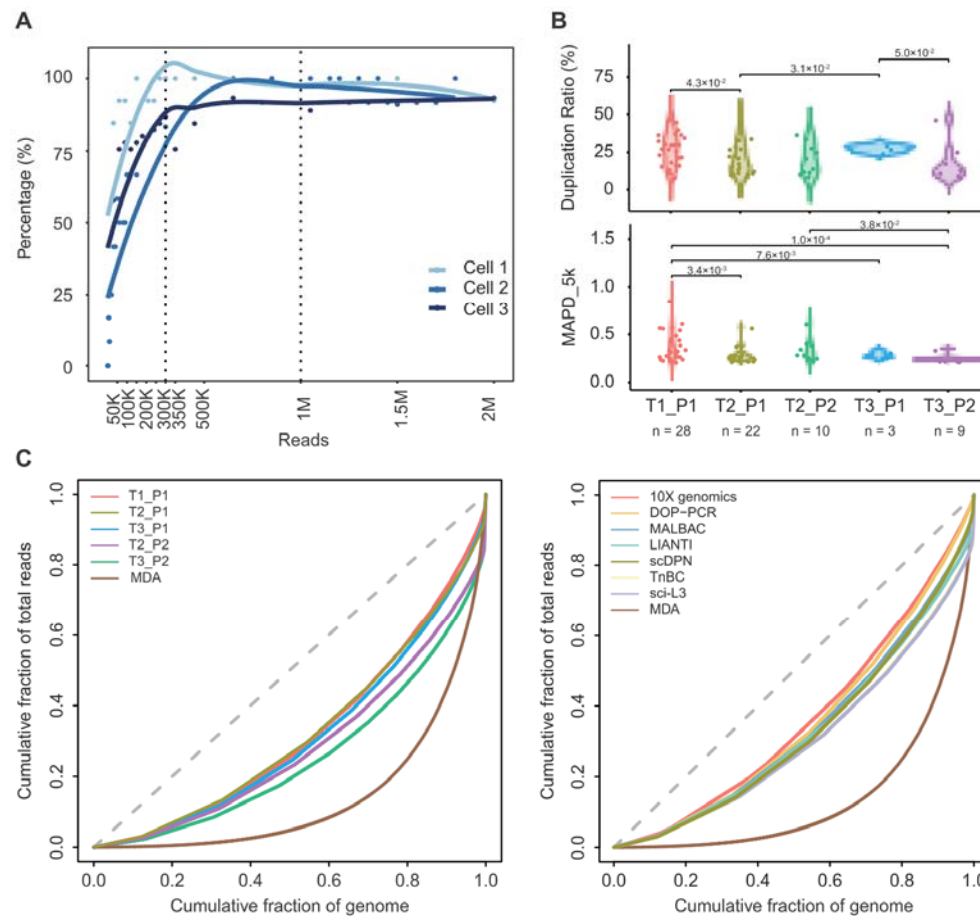 A
Percentage (%)
100
75
50
25
0
Cell 1
Cell 2
Cell 3
50K
100K
200K
300K
350K
500K
1M
1.5M
2M
Reads
B
Duplication Ratio (%)
75
50
25
0
4.3×10⁻²
3.1×10⁻²
5.0×10⁻²
MAPD_5k
1.5
1.0
0.5
0.0
3.8×10⁻²
1.0×10⁻⁴
7.6×10⁻³
3.4×10⁻³
T1_P1 T2_P1 T2_P2 T3_P1 T3_P2
n = 28 n = 22 n = 10 n = 3 n = 9
C
Cumulative fraction of total reads
1.0
0.8
0.6
0.4
0.2
0.0
T1_P1
T2_P1
T3_P1
T2_P2
T3_P2
MDA
0.0 0.2 0.4 0.6 0.8 1.0
Cumulative fraction of genome
Cumulative fraction of total reads
1.0
0.8
0.6
0.4
0.2
0.0
10X genomics
DOP-PCR
MALBAC
LIANTI
scDPN
TnBC
sci-L3
MDA
0.0 0.2 0.4 0.6 0.8 1.0
Cumulative fraction of genome